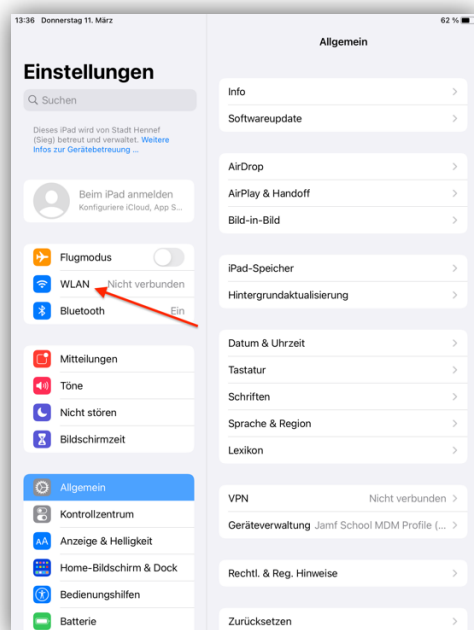 13:36 Donnerstag 11. März
62 %
Einstellungen
Suchen
Dieses iPad wird von Stadt Hennef
(Sieg) betreut und verwaltet. Weitere
Infos zur Gerätebetreuung ...
Beim iPad anmelden
Konfiguriere iCloud, App S...
Flugmodus
WLAN Nicht verbunden
Bluetooth Ein
Mitteilungen
Töne
Nicht stören
Bildschirmzeit
Allgemein
Kontrollzentrum
AA Anzeige & Helligkeit
Home-Bildschirm & Dock
Bedienungshilfen
Batterie
Allgemein
Info
Softwareupdate
AirDrop
AirPlay & Handoff
Bild-in-Bild
iPad-Speicher
Hintergrundaktualisierung
Datum & Uhrzeit
Tastatur
Schriften
Sprache & Region
Lexikon
VPN Nicht verbunden
Geräteverwaltung Jamf School MDM Profile (...
Rechtl. & Reg. Hinweise
Zurücksetzen